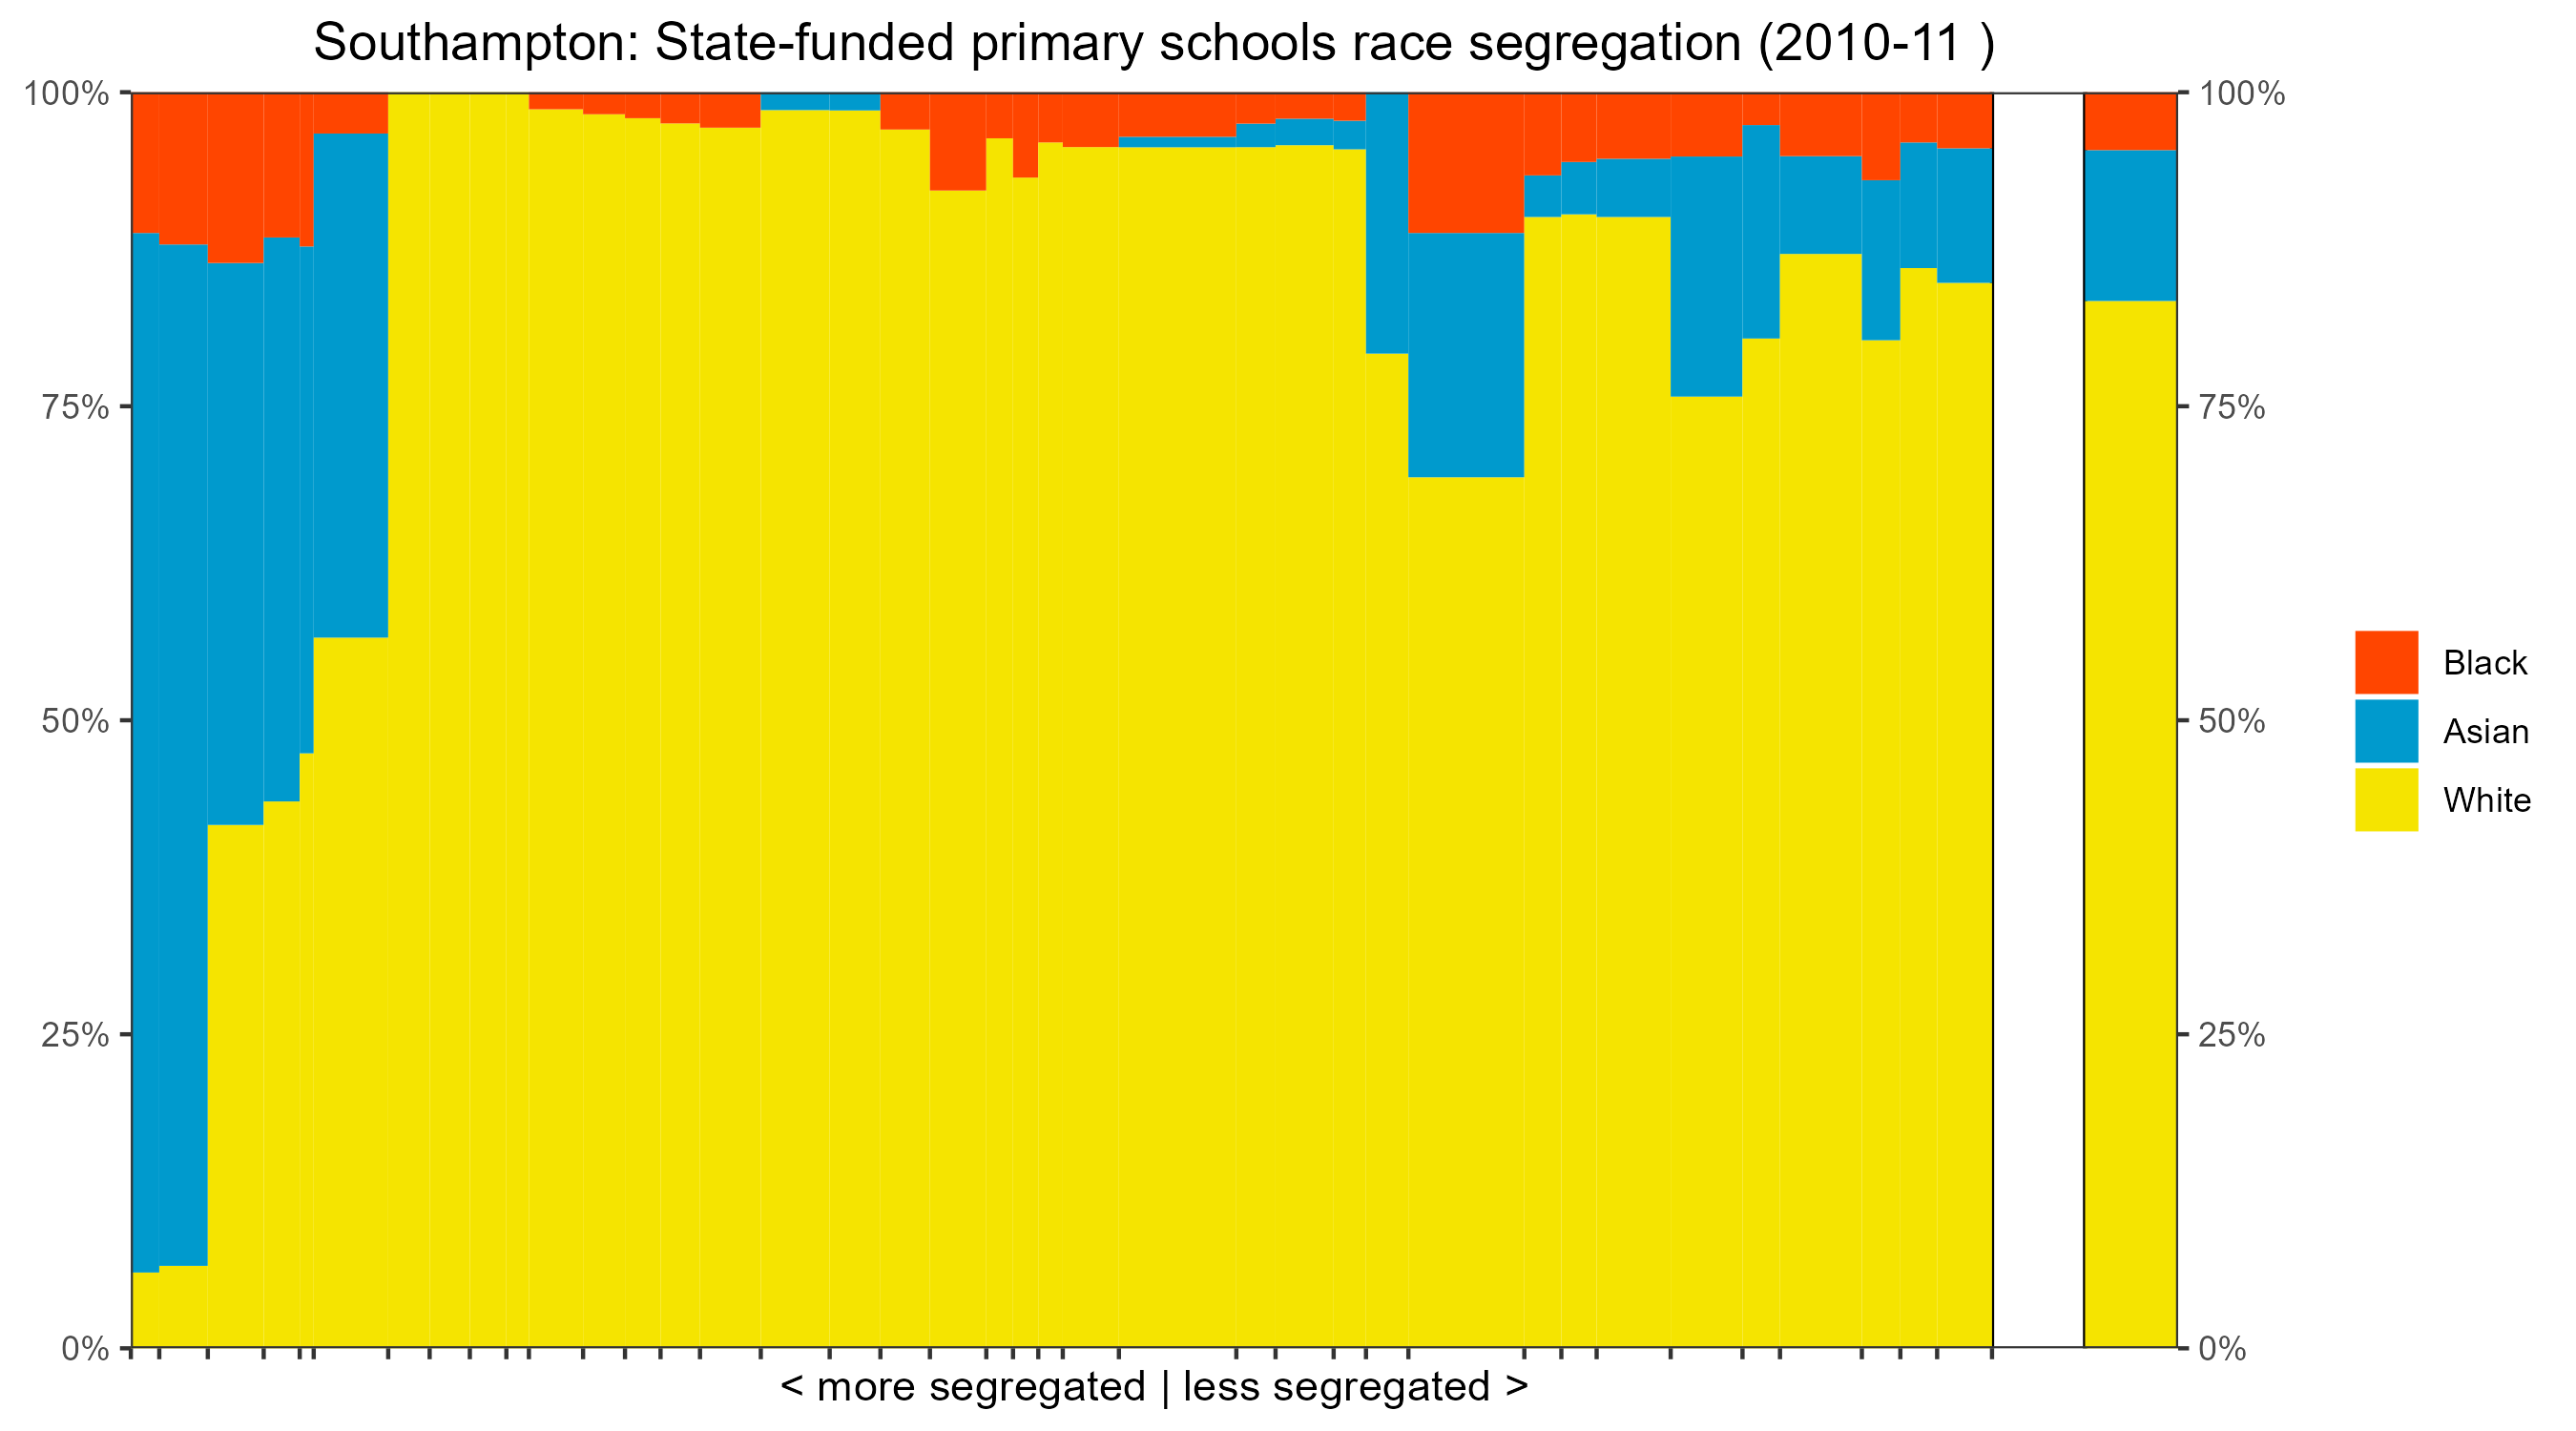 Southampton: State-funded primary schools race segregation (2010-11 )
100%
75%
50%
25%
0%
100%
75%
50%
25%
0%
Black
Asian
White
< more segregated | less segregated >